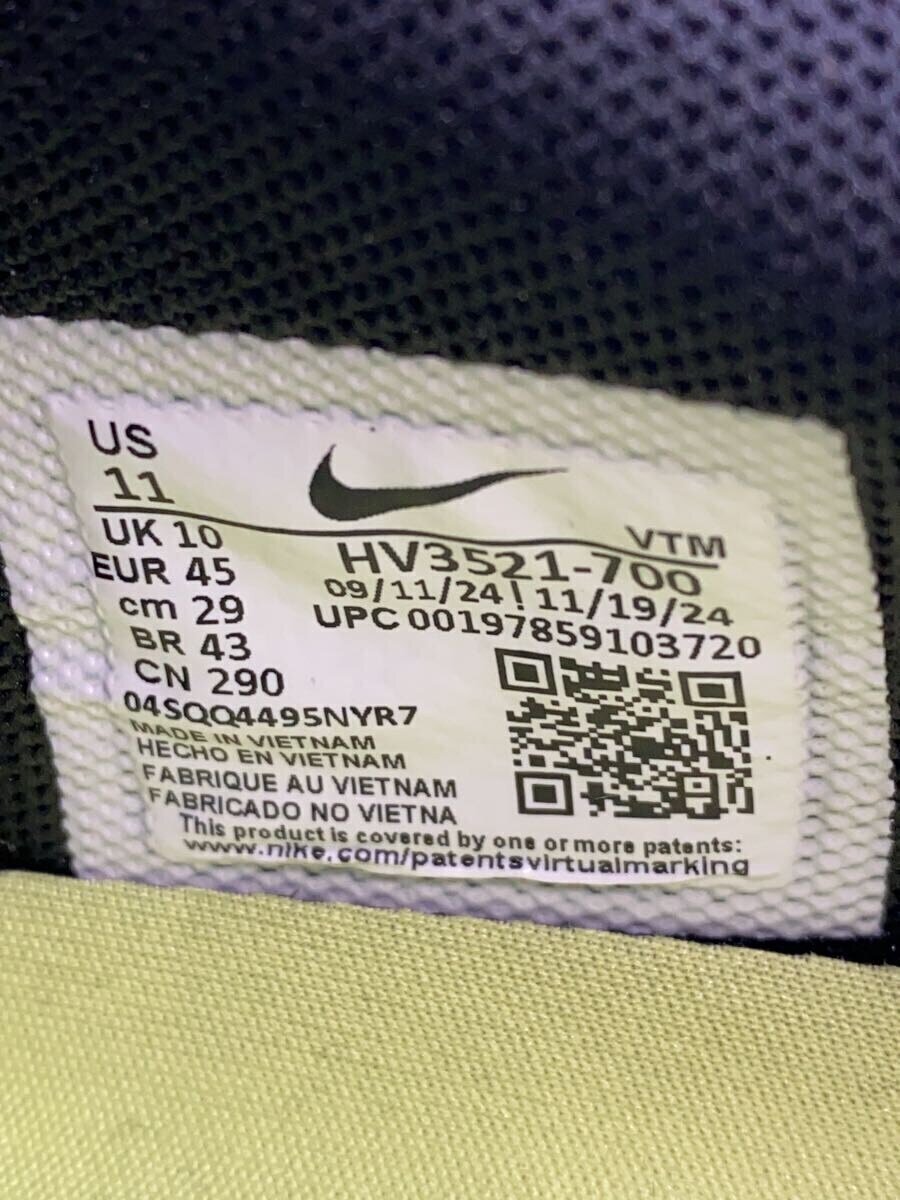 US
11
UK 10
EUR 45
cm 29
BR 43
CN 290
VTM
HV3521-700
09/11/24! 11/19/24
UPC 00197859103720
04SQQ4495NYR7
MADE IN VIETNAM
HECHO EN VIETNAM
FABRIQUE AU VIETNAM
FABRICADO NO VIETNA
This product is covered by one or more patents:
www.nike.com/patentsvirtualmarking